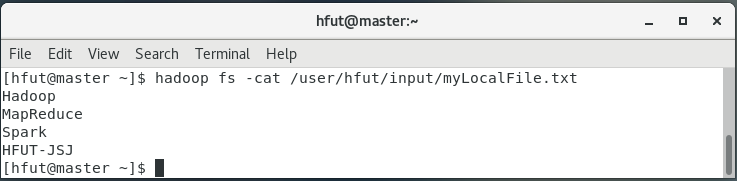 hfut@master:~
File Edit View Search Terminal Help
[hfut@master ~]$ hadoop fs -cat /user/hfut/input/myLocalFile.txt
Hadoop
MapReduce
Spark
HFUT-JSJ
[hfut@master ~]$